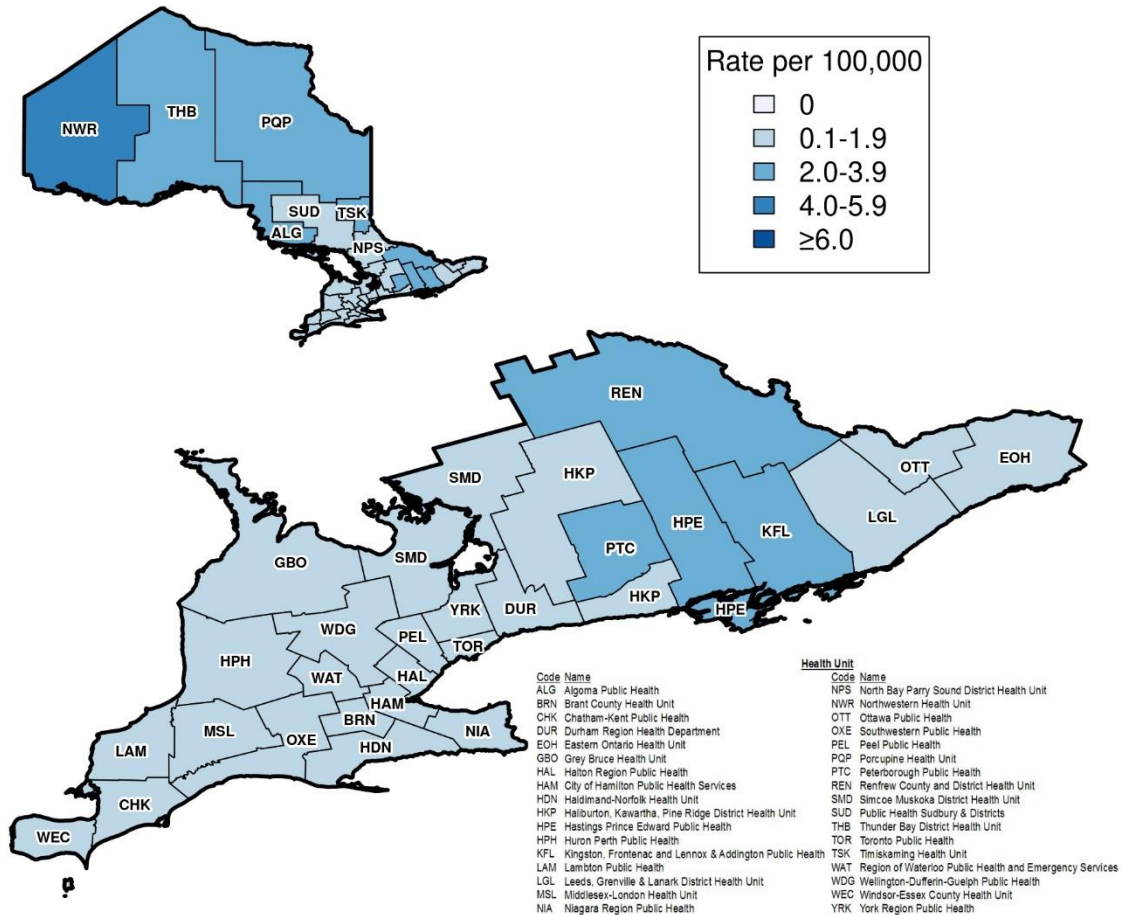 Rate per 100,000
0
0.1-1.9
2.0-3.9
4.0-5.9
≥6.0
NWR
THB
PQP
SUD
TSK
ALG
NPS
REN
SMD
HKP
OTT
EOH
LGL
HPE
KFL
PTC
GBO
SMD
HKP
HPE
YRK
DUR
WDG
PEL
TOR
HPH
WAT
HAL
HAM
BRN
MSL
OXE
HDN
NIA
LAM
CHK
WEC
Health Unit
Code Name
ALG Algoma Public Health
BRN Brant County Health Unit
CHK Chatham-Kent Public Health
DUR Durham Region Health Department
EOH Eastern Ontario Health Unit
GBO Grey Bruce Health Unit
HAL Halton Region Public Health
HAM City of Hamilton Public Health Services
HDN Haldimand-Norfolk Health Unit
HKP Haliburton, Kawartha, Pine Ridge District Health Unit
HPE Hastings Prince Edward Public Health
HPH Huron Perth Public Health
KFL Kingston, Frontenac and Lennox & Addington Public Health
LAM Lambton Public Health
LGL Leeds, Grenville & Lanark District Health Unit
MSL Middlesex-London Health Unit
NIA Niagara Region Public Health
Code Name
NPS North Bay Parry Sound District Health Unit
NWR Northwestern Health Unit
OTT Ottawa Public Health
OXE Southwestern Public Health
PEL Peel Public Health
PQP Porcupine Health Unit
PTC Peterborough Public Health
REN Renfrew County and District Health Unit
SMD Simcoe Muskoka District Health Unit
SUD Public Health Sudbury & Districts
THB Thunder Bay District Health Unit
TOR Toronto Public Health
TSK Timiskaming Health Unit
WAT Region of Waterloo Public Health and Emergency Services
WDG Wellington-Dufferin-Guelph Public Health
WEC Windsor-Essex County Health Unit
YRK York Region Public Health